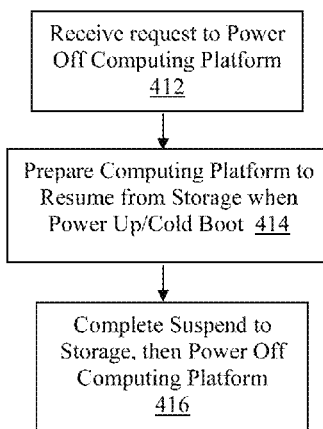 Receive request to Power
Off Computing Platform
412
Prepare Computing Platform to
Resume from Storage when
Power Up/Cold Boot 414
Complete Suspend to
Storage, then Power Off
Computing Platform
416